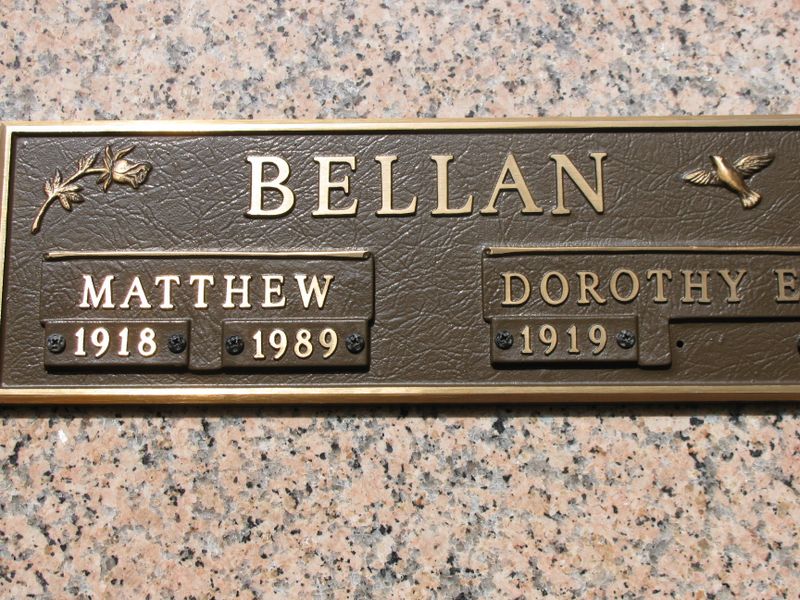 BELLAN
MATTHEW
DOROTHY E
1918
1989
1919